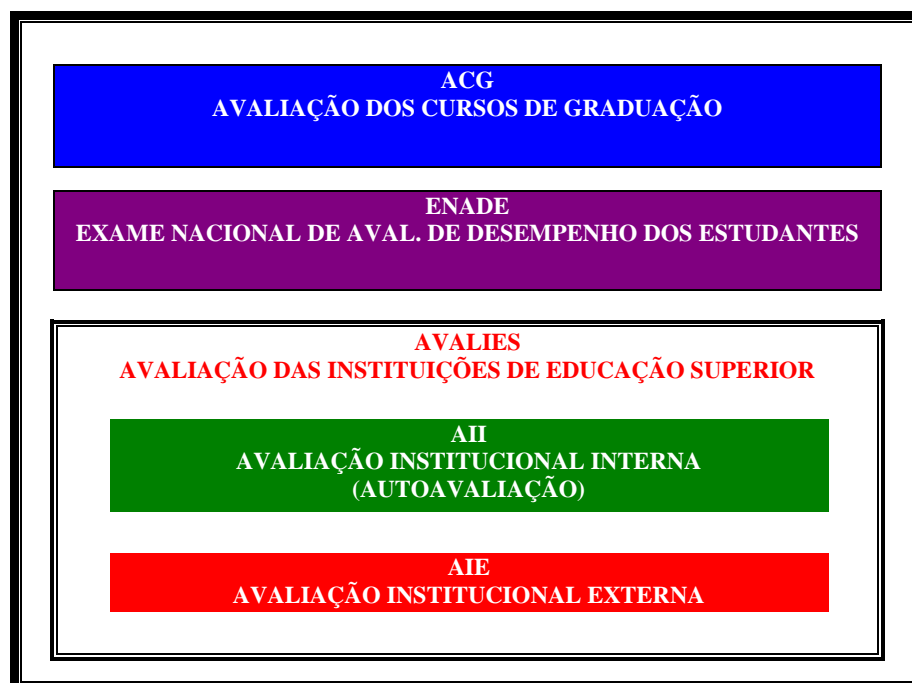 ACG
AVALIAÇÃO DOS CURSOS DE GRADUAÇÃO
ENADE
EXAME NACIONAL DE AVAL. DE DESEMPENHO DOS ESTUDANTES
AVALIES
AVALIAÇÃO DAS INSTITUIÇÕES DE EDUCAÇÃO SUPERIOR
AII
AVALIAÇÃO INSTITUCIONAL INTERNA
(AUTOAVALIAÇÃO)
AIE
AVALIAÇÃO INSTITUCIONAL EXTERNA